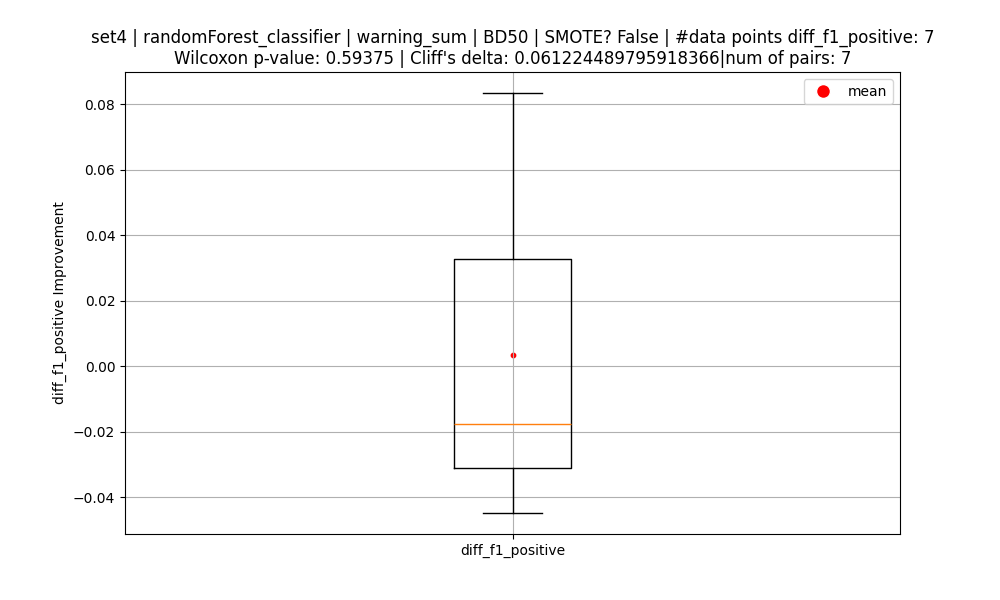 set4 | randomForest_classifier | warning_sum | BD50 | SMOTE? False | #data points diff_f1_positive: 7
Wilcoxon p-value: 0.59375 | Cliff's delta: 0.061224489795918366|num of pairs: 7
mean
0.08
0.06
0.04
0.02
0.00
−0.02
−0.04
diff_f1_positive Improvement
diff_f1_positive